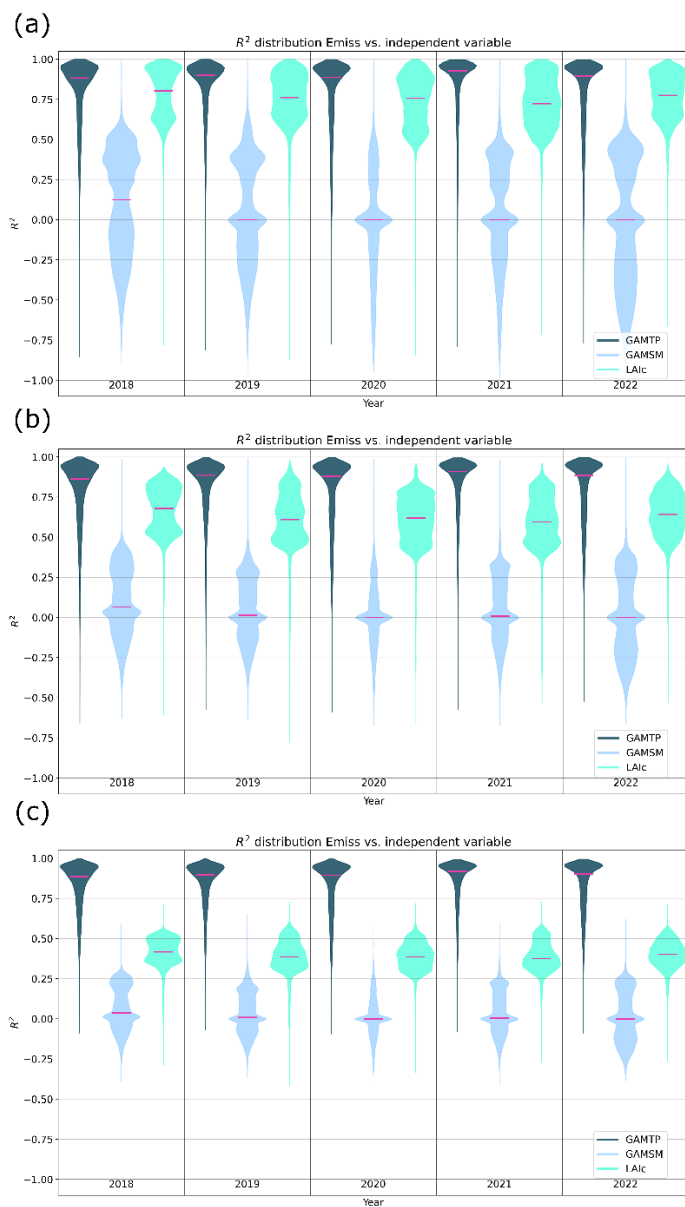 (a)
R² distribution Emiss vs. independent variable
1.00
0.75
0.50
0.25
0.00
−0.25
−0.50
−0.75
−1.00
R²
GAMTP
GAMSM
LAIc
2018 2019 2020 2021 2022
Year
(b)
R² distribution Emiss vs. independent variable
1.00
0.75
0.50
0.25
0.00
−0.25
−0.50
−0.75
−1.00
R²
GAMTP
GAMSM
LAIc
2018 2019 2020 2021 2022
Year
(c)
R² distribution Emiss vs. independent variable
1.00
0.75
0.50
0.25
0.00
−0.25
−0.50
−0.75
−1.00
R²
GAMTP
GAMSM
LAIc
2018 2019 2020 2021 2022
Year